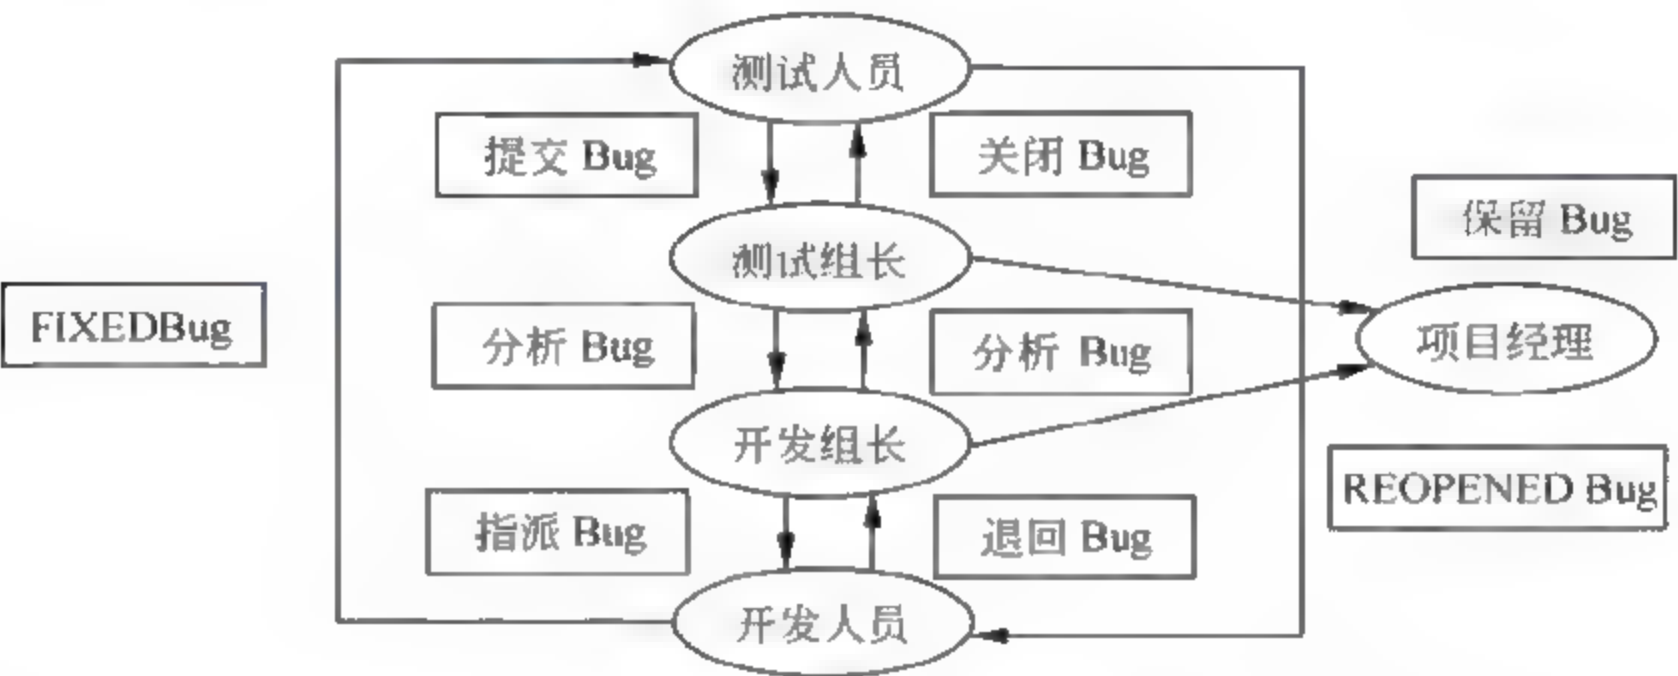 测试人员
提交 Bug
关闭 Bug
保留 Bug
测试组长
FIXEDBug
分析 Bug
分析 Bug
项目经理
开发组长
REOPENED Bug
指派 Bug
退回 Bug
开发人员